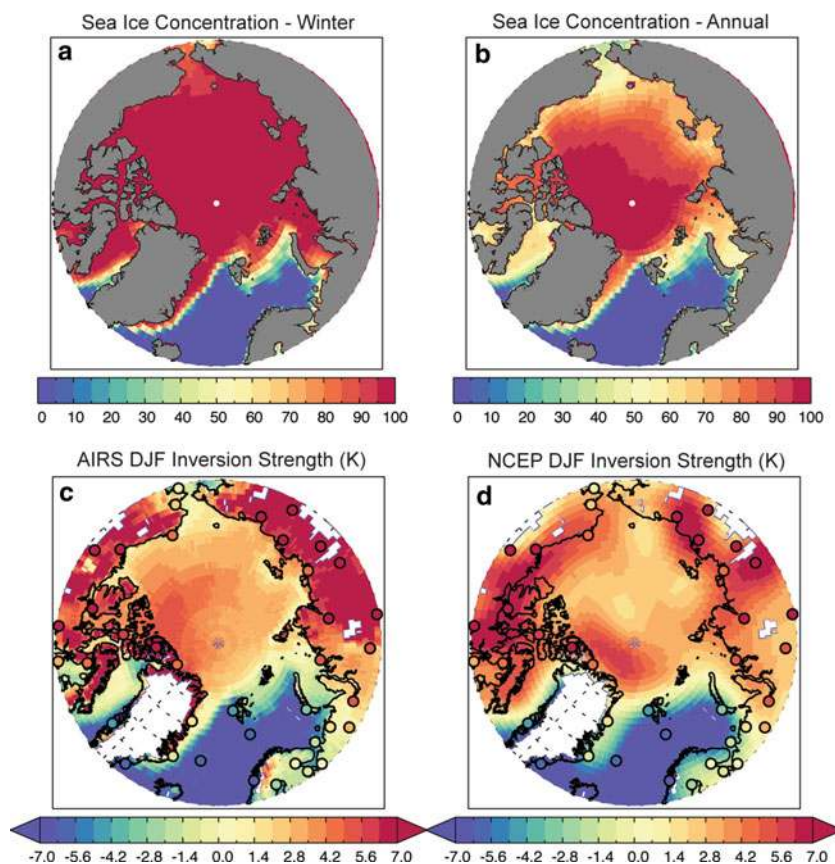 Sea Ice Concentration - Winter
Sea Ice Concentration - Annual
a
b
0 10 20 30 40 50 60 70 80 90 100
0 10 20 30 40 50 60 70 80 90 100
AIRS DJF Inversion Strength (K)
NCEP DJF Inversion Strength (K)
c
d
-7.0 -5.6 -4.2 -2.8 -1.4 0.0 1.4 2.8 4.2 5.6 7.0
-7.0 -5.6 -4.2 -2.8 -1.4 0.0 1.4 2.8 4.2 5.6 7.0